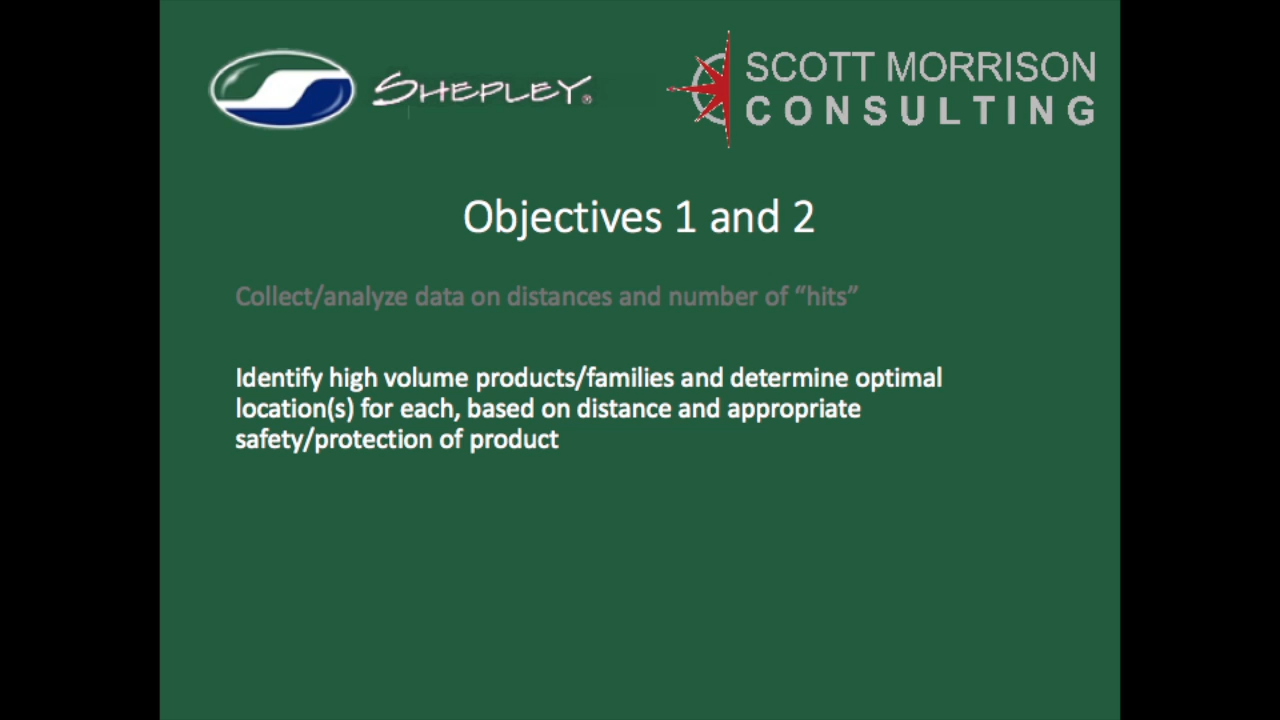 SHEPLEY®
SCOTT MORRISON
CONSULTING
Objectives 1 and 2
Collect/analyze data on distances and number of “hits”
Identify high volume products/families and determine optimal
location(s) for each, based on distance and appropriate
safety/protection of product